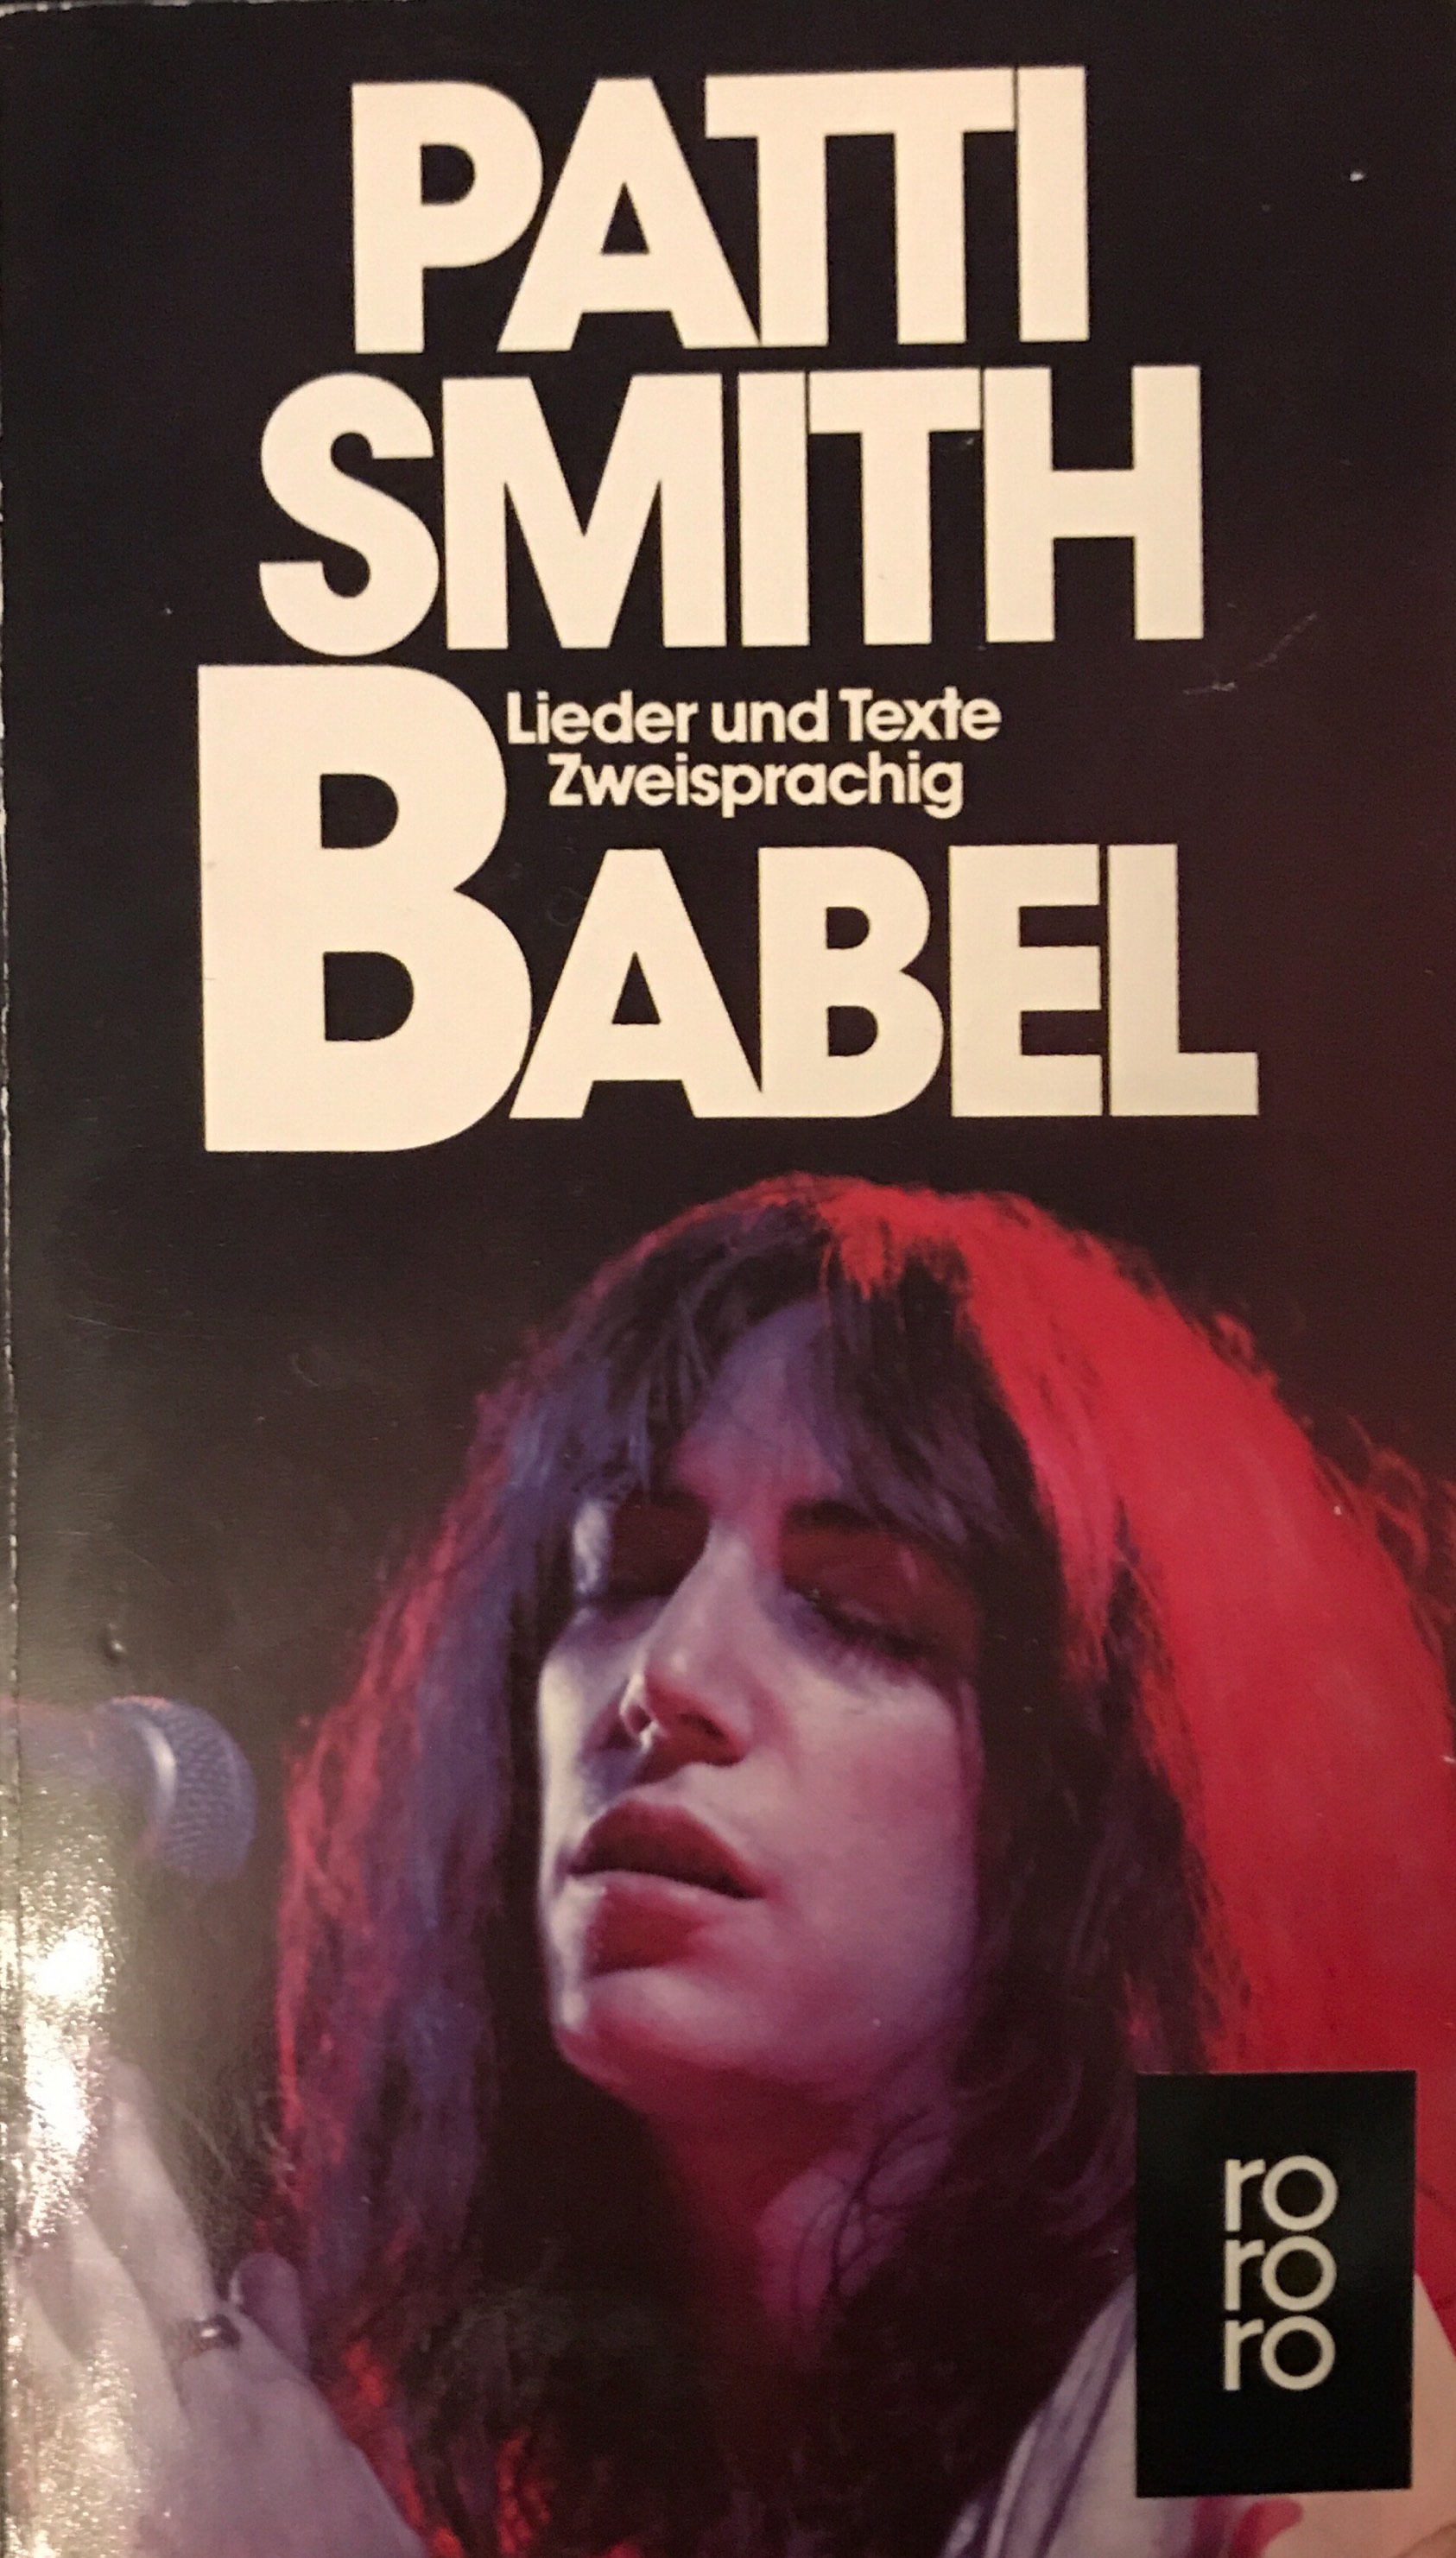 PATTI
SMITH
Lieder und Texte
Zweisprachig
BABEL
ro
ro
ro